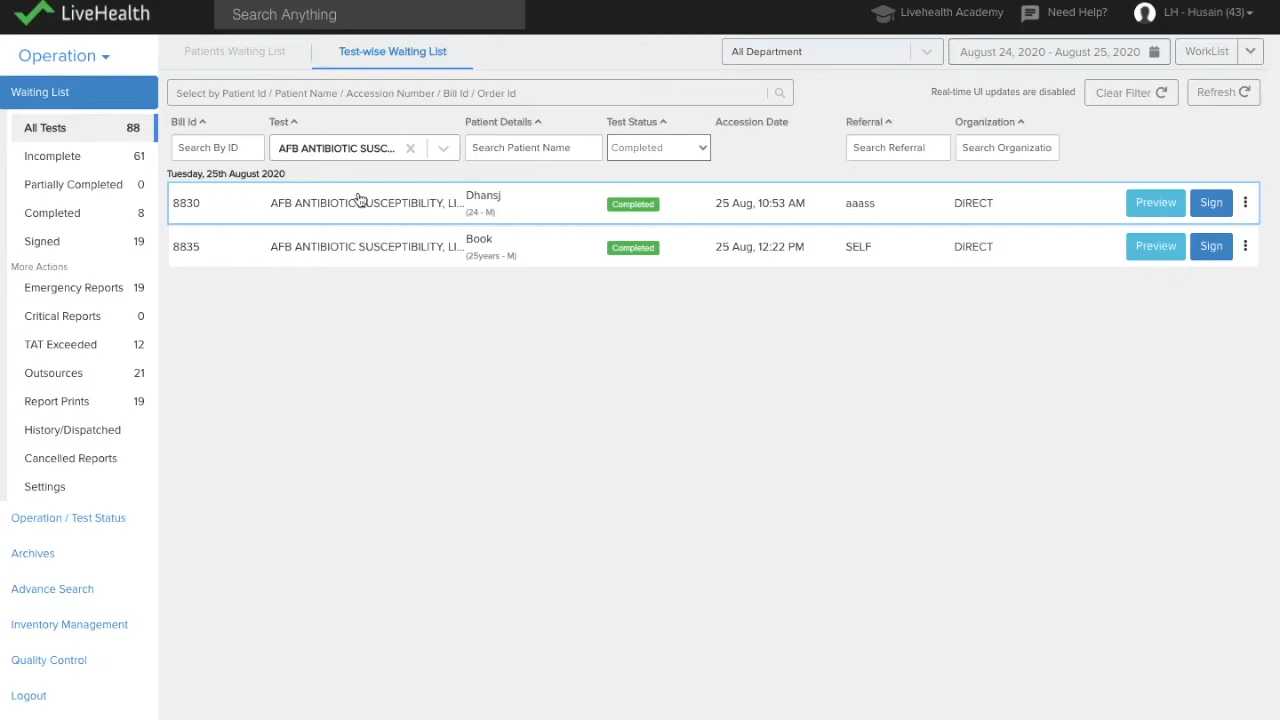 LiveHealth
Search Anything
Livehealth Academy
Need Help?
LH - Husain (43)
Operation
Patients Waiting List
Test-wise Waiting List
All Department
August 24, 2020 - August 25, 2020
WorkList
Waiting List
Select by Patient Id / Patient Name / Accession Number / Bill Id / Order Id
Real-time UI updates are disabled
Clear Filter
Refresh
All Tests 88
Incomplete 61
Partially Completed 0
Completed 8
Signed 19
More Actions
Emergency Reports 19
Critical Reports 0
TAT Exceeded 12
Outsources 21
Report Prints 19
History/Dispatched
Cancelled Reports
Settings
Operation / Test Status
Archives
Advance Search
Inventory Management
Quality Control
Logout
Bill Id Test Patient Details Test Status Accession Date Referral Organization
Search By ID AFB ANTIBIOTIC SUSC... Search Patient Name Completed Search Referral Search Organizatio
Tuesday, 25th August 2020
8830 AFB ANTIBIOTIC SUSCEPTIBILITY, LI... Dhansj Completed 25 Aug, 10:53 AM aaass DIRECT Preview Sign
(24 - M)
8835 AFB ANTIBIOTIC SUSCEPTIBILITY, LI... Book Completed 25 Aug, 12:22 PM SELF DIRECT Preview Sign
(25years - M)